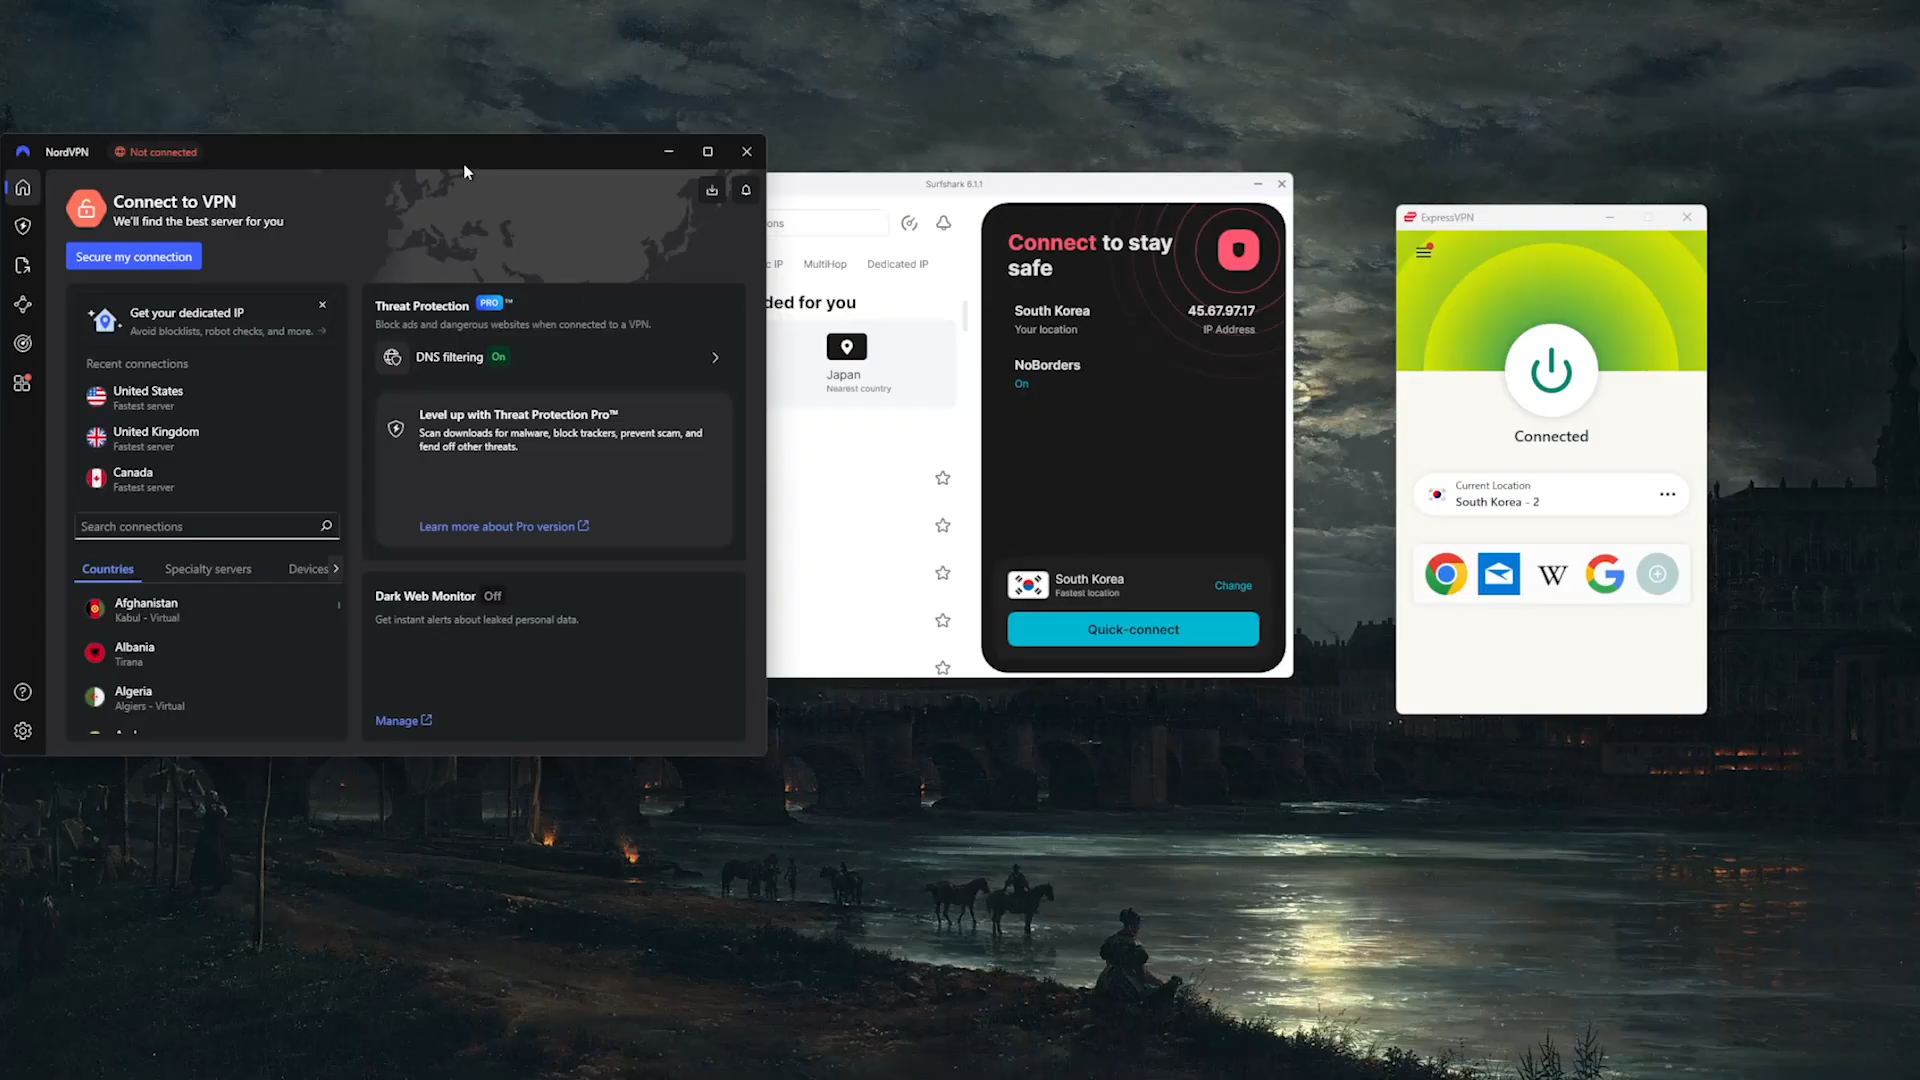 NordVPN
Not connected
Connect to VPN
We'll find the best server for you
Secure my connection
Get your dedicated IP
Avoid blocklists, robot checks, and more.
Recent connections
United States
Fastest server
United Kingdom
Fastest server
Canada
Fastest server
Search connections
Countries Specialty servers Devices
Afghanistan
Kabul - Virtual
Albania
Tirana
Algeria
Algiers - Virtual
Threat Protection PRO ™
Block ads and dangerous websites when connected to a VPN.
DNS filtering On
Level up with Threat Protection Pro™
Scan downloads for malware, block trackers, prevent scam, and
fend off other threats.
Learn more about Pro version
Dark Web Monitor Off
Get instant alerts about leaked personal data.
Manage
Surfshark 6.1.1
ons
c IP MultiHop Dedicated IP
ded for you
Japan
Nearest country
Connect to stay
safe
South Korea 45.67.97.17
Your location IP Address
NoBorders
On
South Korea
Fastest location
Change
Quick-connect
ExpressVPN
Connected
Current Location
South Korea - 2
W
G